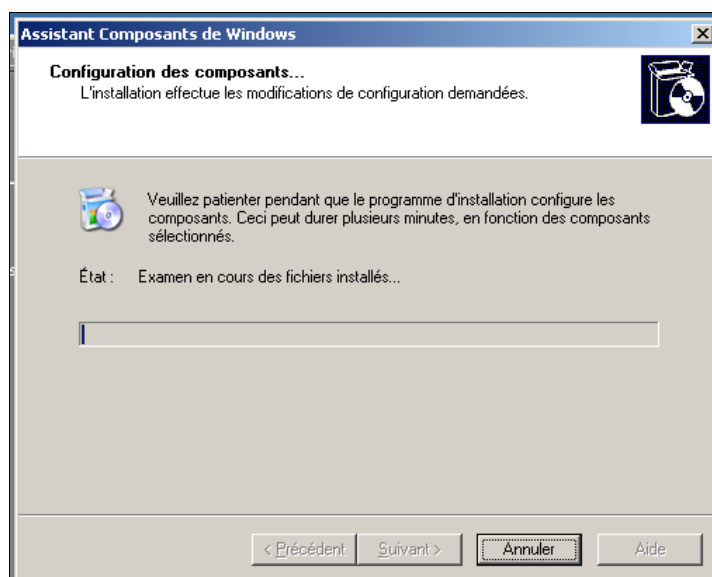 Assistant Composants de Windows
Configuration des composants...
L'installation effectue les modifications de configuration demandées.
Veuillez patienter pendant que le programme d'installation configure les
composants. Ceci peut durer plusieurs minutes, en fonction des composants
sélectionnés.
État : Examen en cours des fichiers installés...
< Précédent Suivant > Annuler Aide